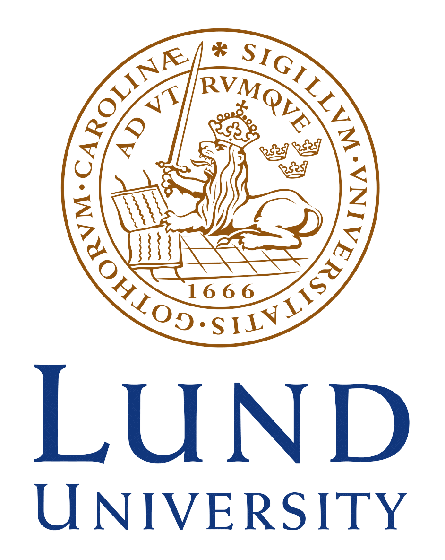 * SIGILLVM · VNIVERSITATIS · GOTHORVM · CAROLINÆ
AD VTRVMQVE
1666
LUND
UNIVERSITY